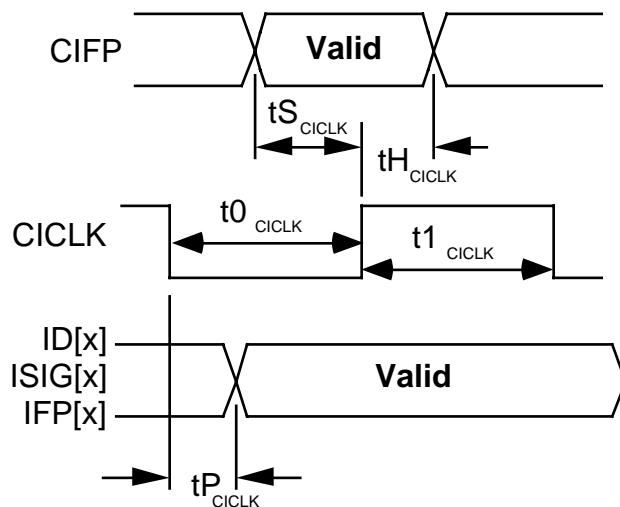 CIFP
Valid
tS CICLK
tH CICLK
CICLK
t0 CICLK
t1 CICLK
ID[x]
ISIG[x]
IFP[x]
Valid
tP CICLK